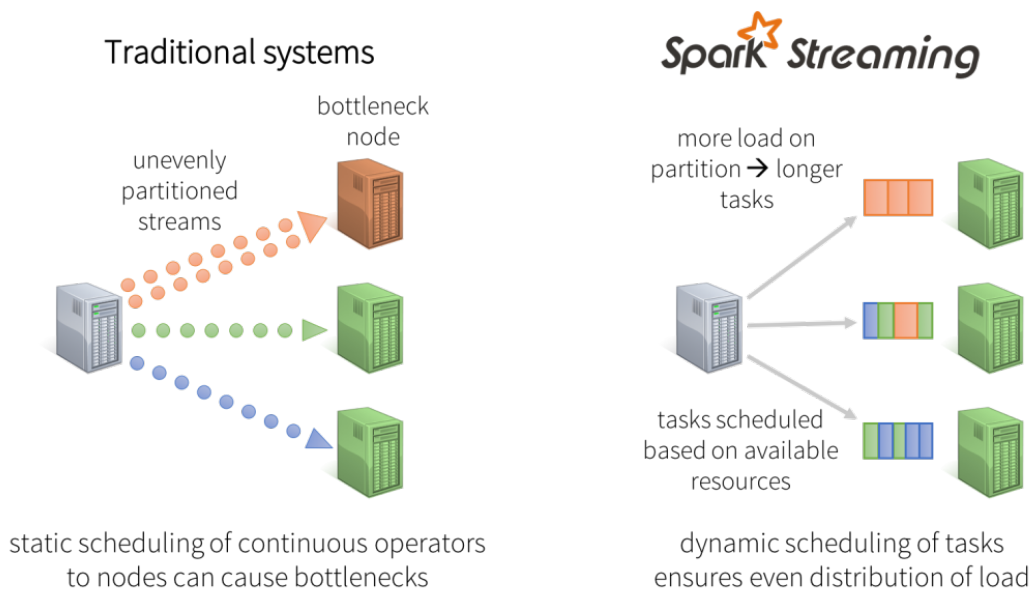 Traditional systems
bottleneck
node
unevenly
partitioned
streams
static scheduling of continuous operators
to nodes can cause bottlenecks
Spark Streaming
more load on
partition → longer
tasks
tasks scheduled
based on available
resources
dynamic scheduling of tasks
ensures even distribution of load